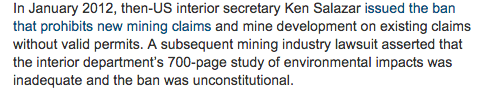 In January 2012, then-US interior secretary Ken Salazar issued the ban
that prohibits new mining claims and mine development on existing claims
without valid permits. A subsequent mining industry lawsuit asserted that
the interior department’s 700-page study of environmental impacts was
inadequate and the ban was unconstitutional.